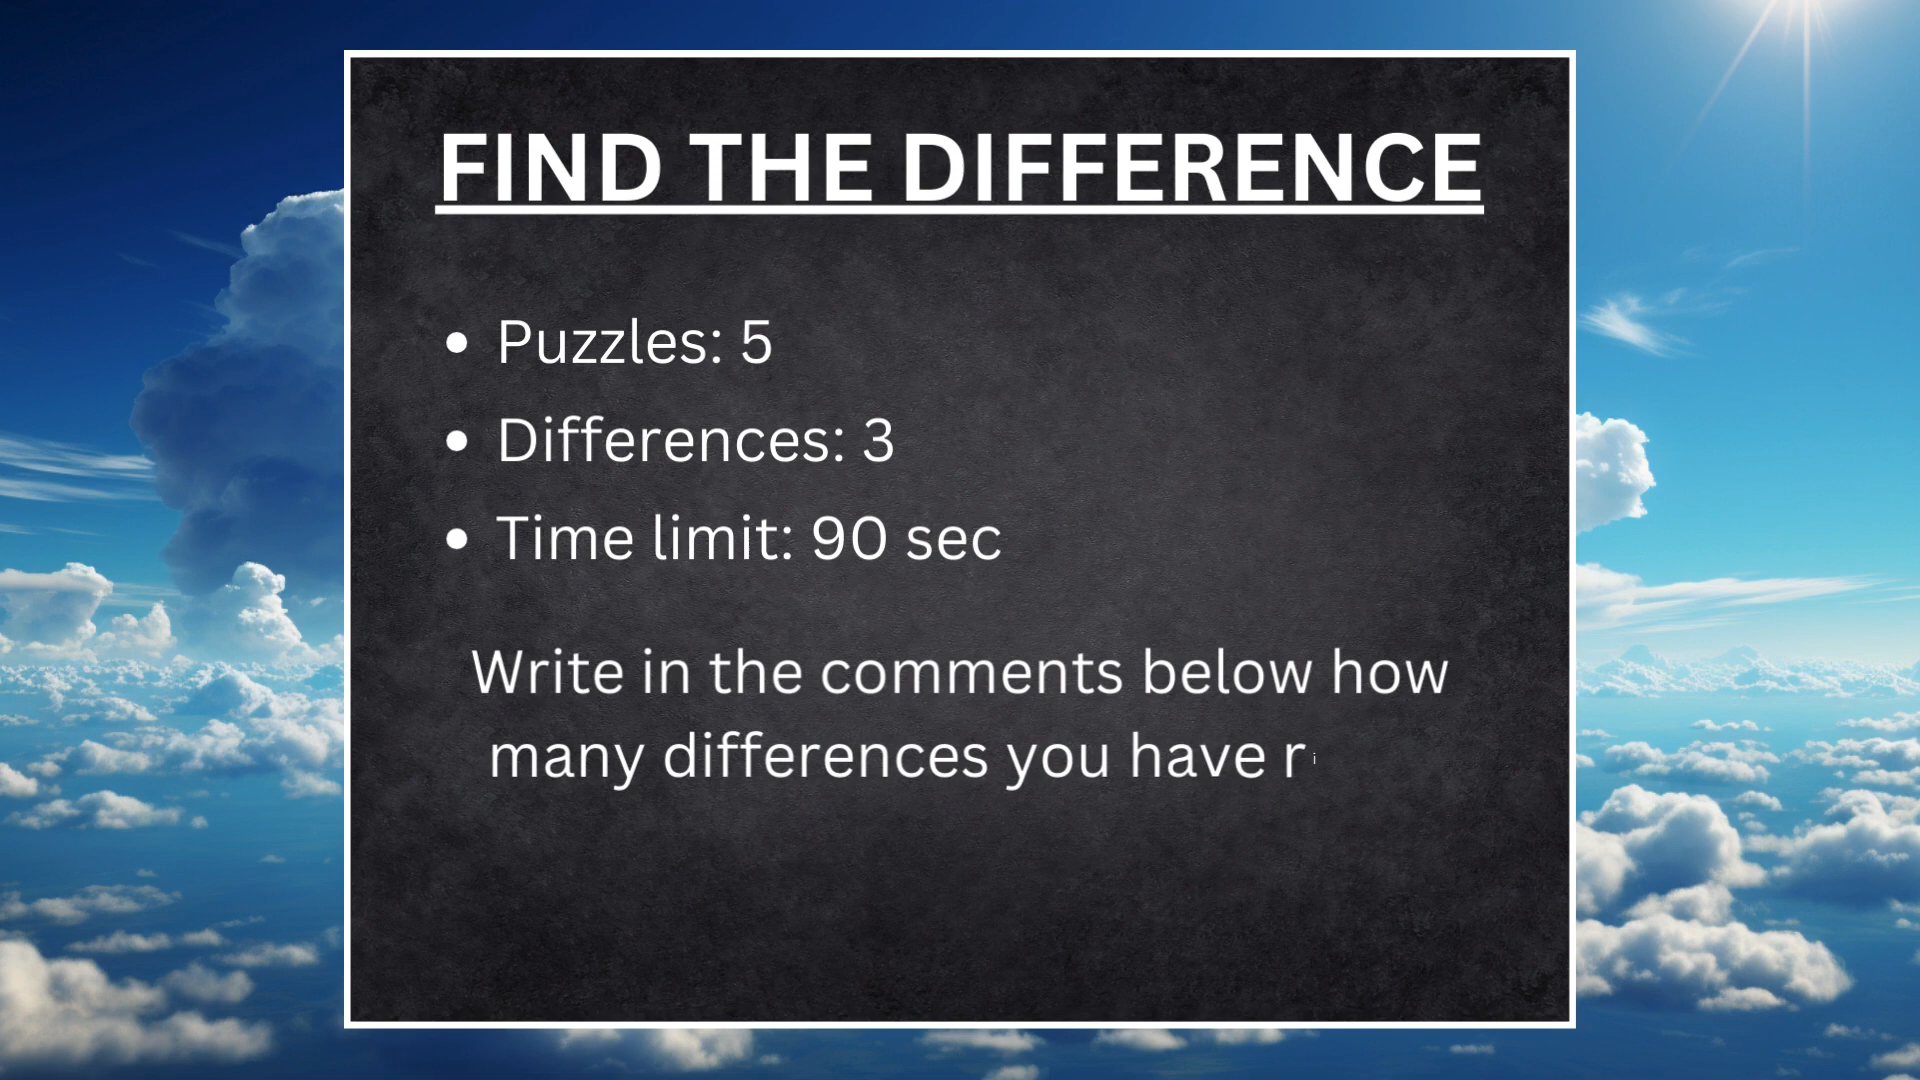 FIND THE DIFFERENCE
• Puzzles: 5
• Differences: 3
• Time limit: 90 sec
Write in the comments below how
many differences you have ri